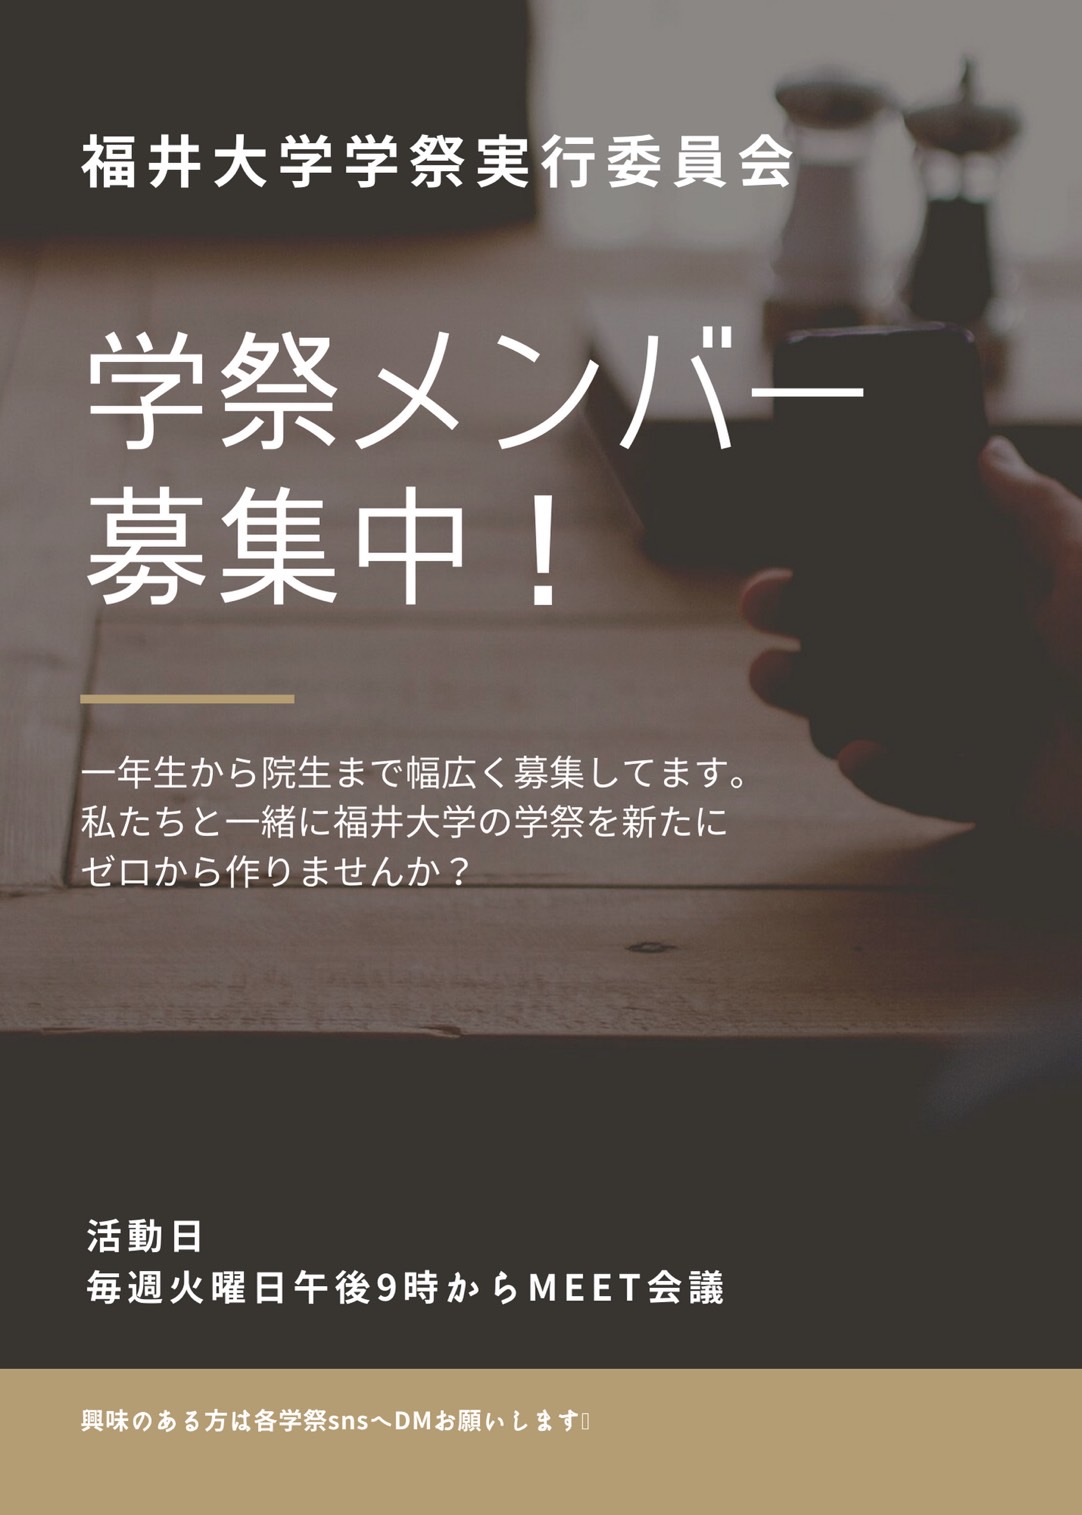 福井大学学祭実行委員会
学祭メンバー
募集中！
一年生から院生まで幅広く募集してます。
私たちと一緒に福井大学の学祭を新たに
ゼロから作りませんか？
活動日
毎週火曜日午後9時からMEET会議
興味のある方は各学祭snsへDMお願いします